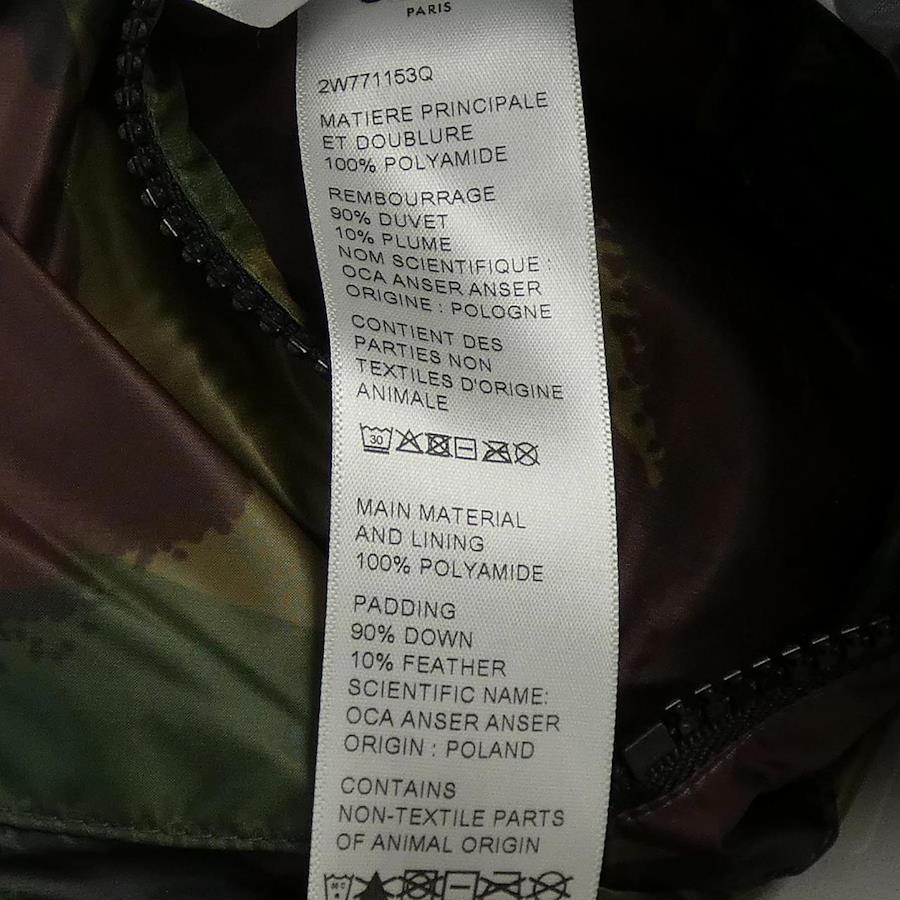 PARIS
2W771153Q
MATIERE PRINCIPALE
ET DOUBLURE
100% POLYAMIDE
REMBOURRAGE
90% DUVET
10% PLUME
NOM SCIENTIFIQUE :
OCA ANSER ANSER
ORIGINE : POLOGNE
CONTIENT DES
PARTIES NON
TEXTILES D'ORIGINE
ANIMALE
30
MAIN MATERIAL
AND LINING
100% POLYAMIDE
PADDING
90% DOWN
10% FEATHER
SCIENTIFIC NAME:
OCA ANSER ANSER
ORIGIN : POLAND
CONTAINS
NON-TEXTILE PARTS
OF ANIMAL ORIGIN